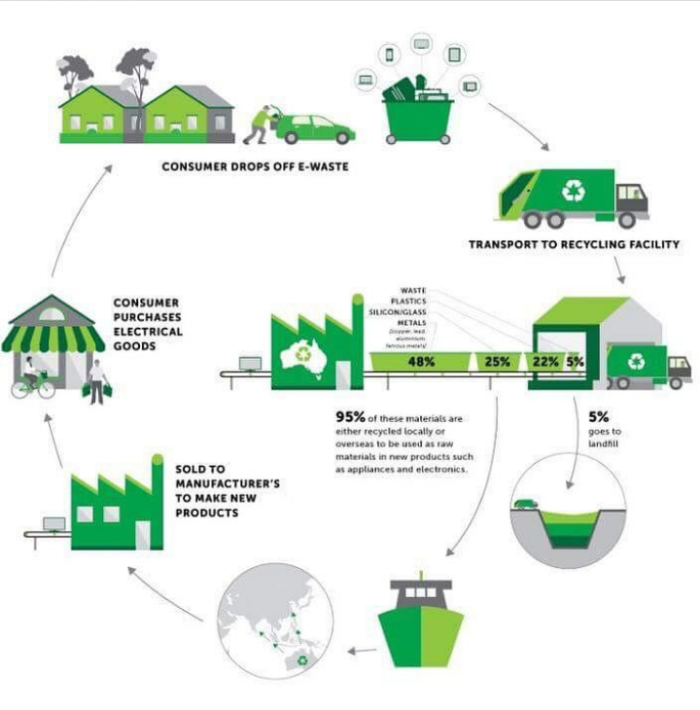 CONSUMER DROPS OFF E-WASTE
TRANSPORT TO RECYCLING FACILITY
CONSUMER
PURCHASES
ELECTRICAL
GOODS
WASTE
PLASTICS
SILICON/GLASS
METALS
(copper, lead
aluminium
ferrous metals)
48% 25% 22% 5%
95% of these materials are
either recycled locally or
overseas to be used as raw
materials in new products such
as appliances and electronics.
5%
goes to
landfill
SOLD TO
MANUFACTURER'S
TO MAKE NEW
PRODUCTS